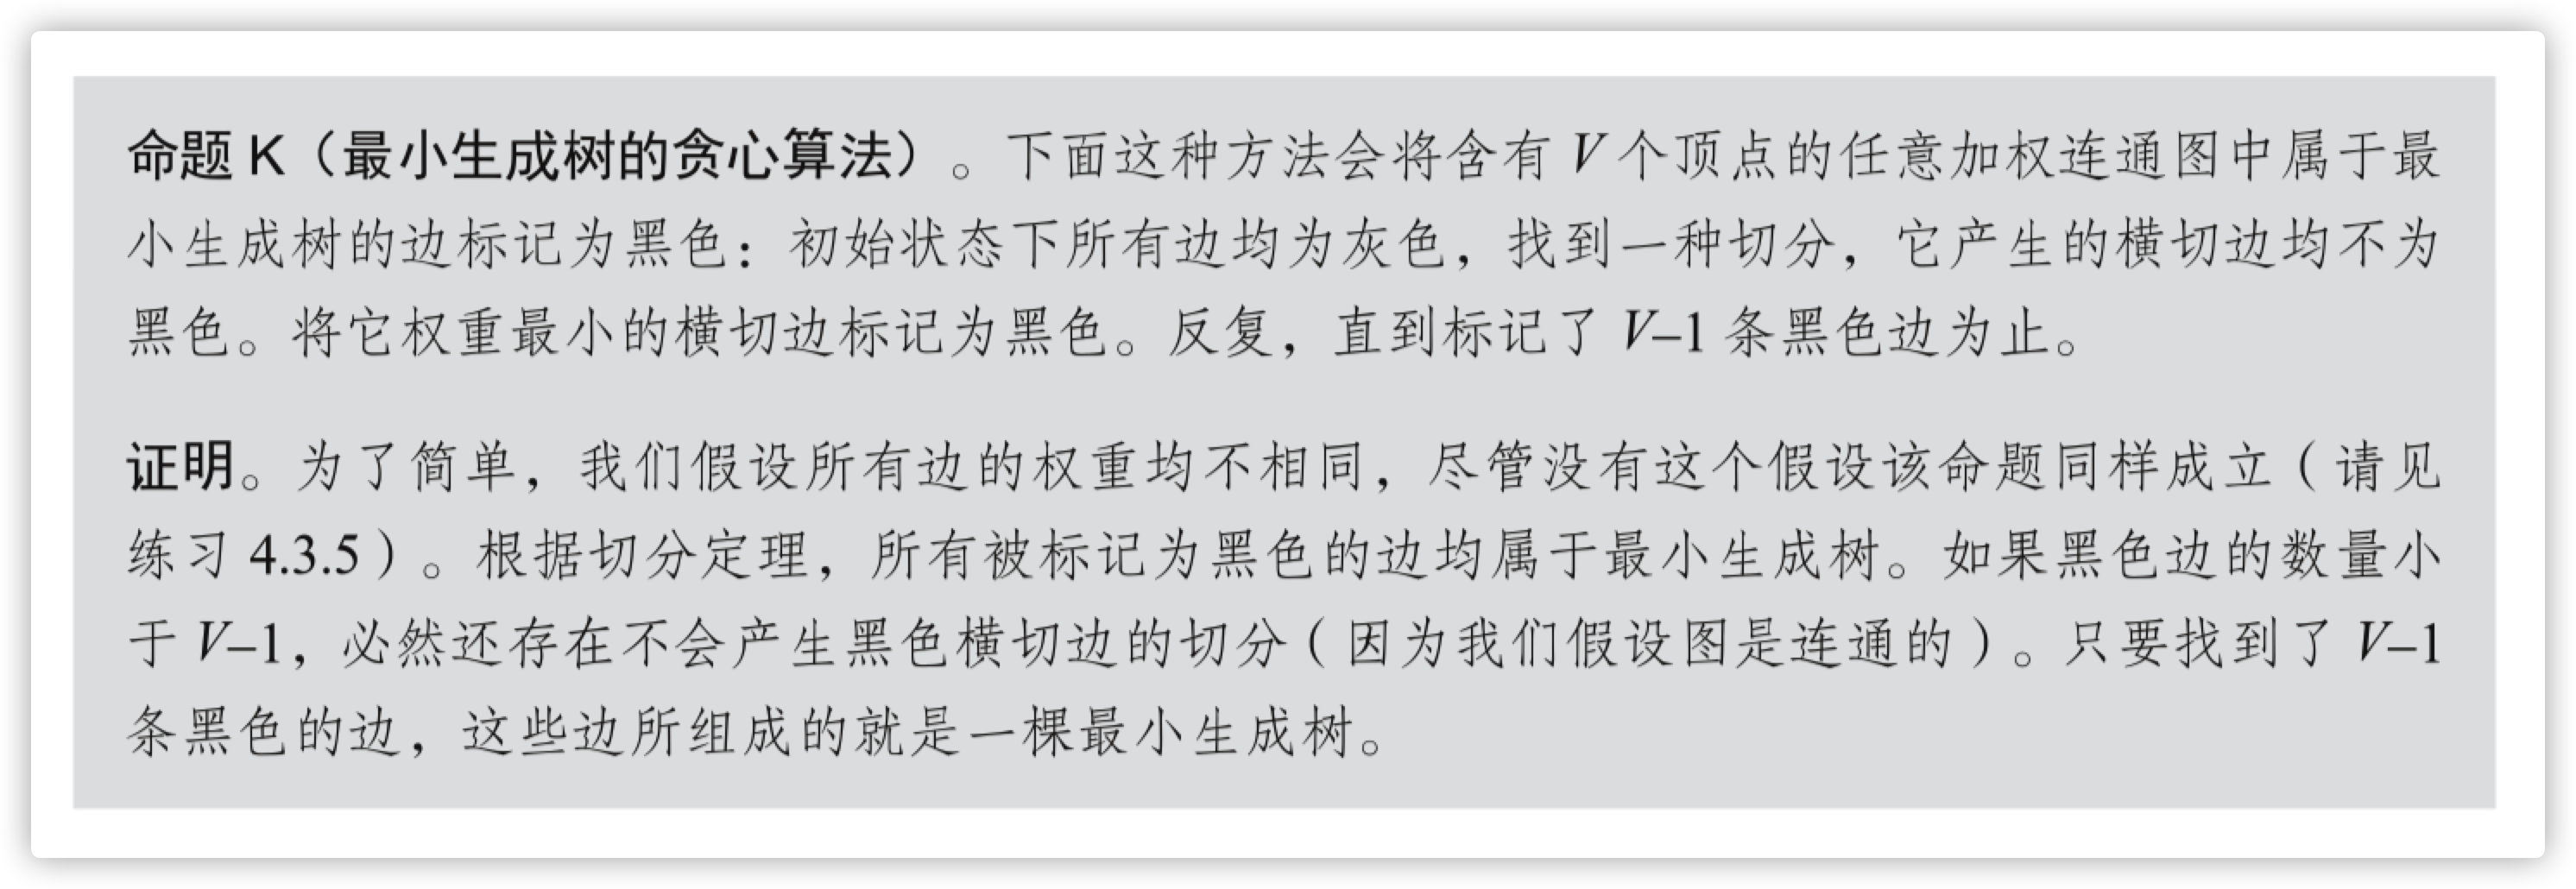 命题 K（最小生成树的贪心算法）。下面这种方法会将含有 V 个顶点的任意加权连通图中属于最
小生成树的边标记为黑色：初始状态下所有边均为灰色，找到一种切分，它产生的横切边均不为
黑色。将它权重最小的横切边标记为黑色。反复，直到标记了 V–1 条黑色边为止。
证明。为了简单，我们假设所有边的权重均不相同，尽管没有这个假设该命题同样成立（请见
练习 4.3.5）。根据切分定理，所有被标记为黑色的边均属于最小生成树。如果黑色边的数量小
于 V–1，必然还存在不会产生黑色横切边的切分（因为我们假设图是连通的）。只要找到了 V–1
条黑色的边，这些边所组成的就是一棵最小生成树。